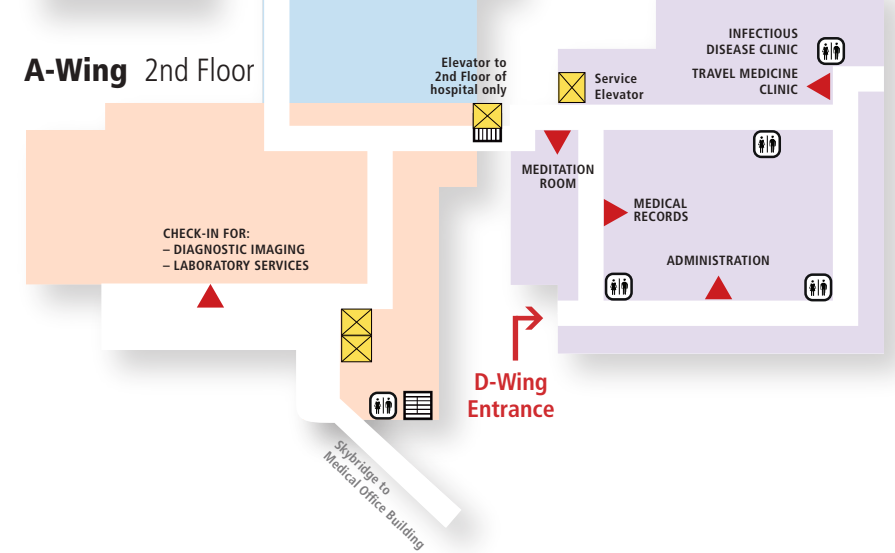 A-Wing 2nd Floor
Elevator to
2nd Floor of
hospital only
Service
Elevator
INFECTIOUS
DISEASE CLINIC
TRAVEL MEDICINE
CLINIC
MEDITATION
ROOM
MEDICAL
RECORDS
CHECK-IN FOR:
– DIAGNOSTIC IMAGING
– LABORATORY SERVICES
ADMINISTRATION
D-Wing
Entrance
Skybridge to
Medical Office Building